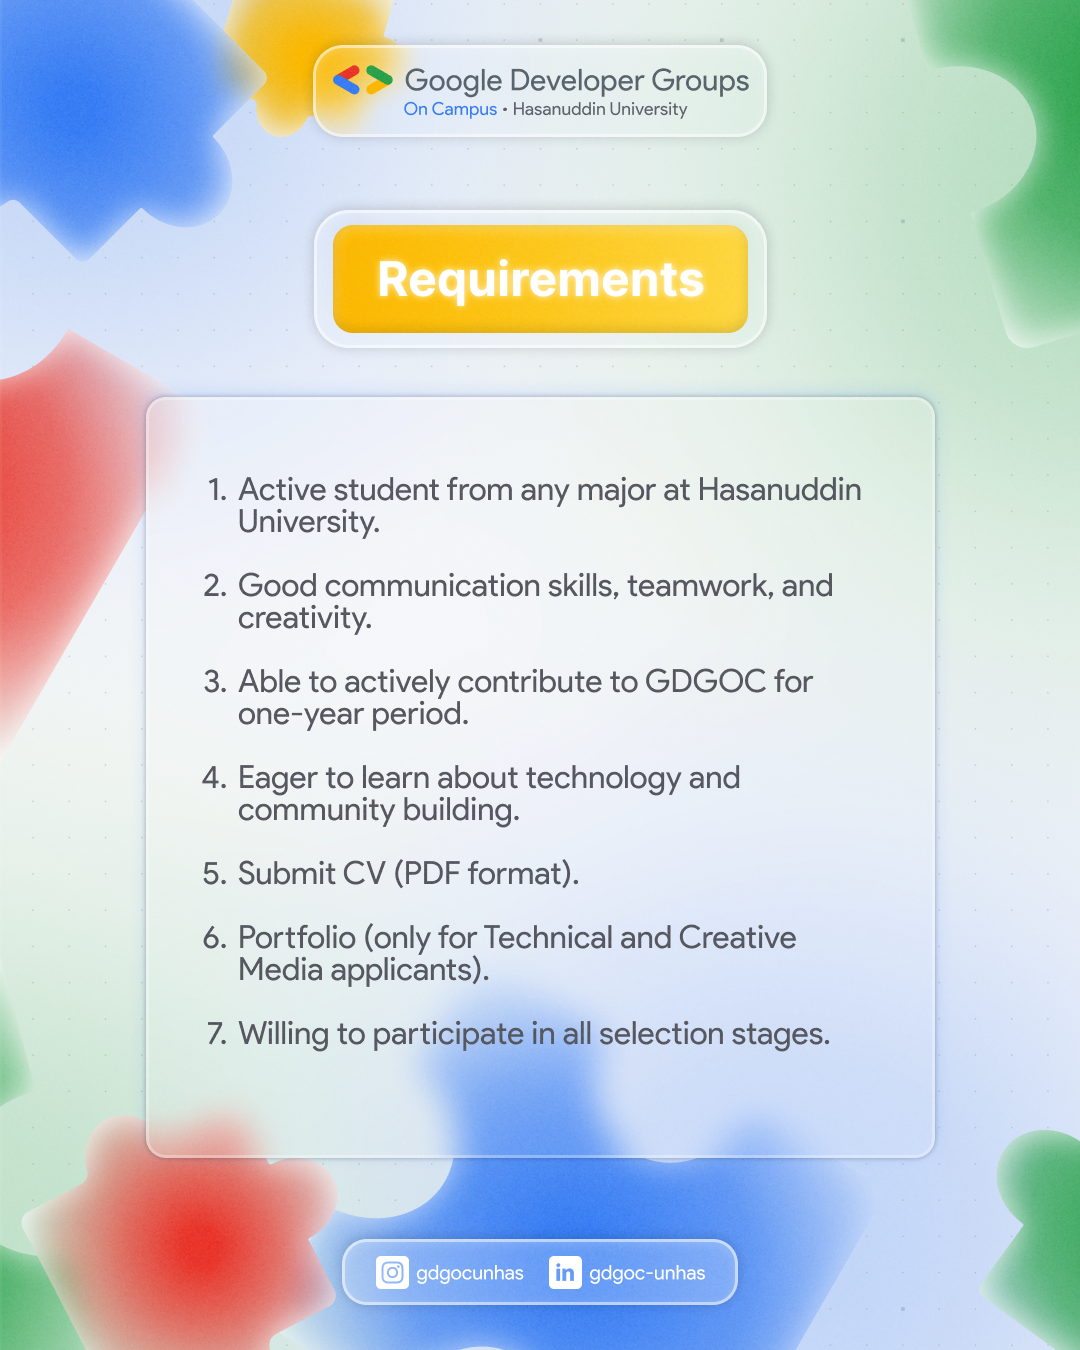 Google Developer Groups
On Campus • Hasanuddin University
Requirements
1. Active student from any major at Hasanuddin
University.
2. Good communication skills, teamwork, and
creativity.
3. Able to actively contribute to GDGOC for
one-year period.
4. Eager to learn about technology and
community building.
5. Submit CV (PDF format).
6. Portfolio (only for Technical and Creative
Media applicants).
7. Willing to participate in all selection stages.
gdgocunhas in gdgoc-unhas